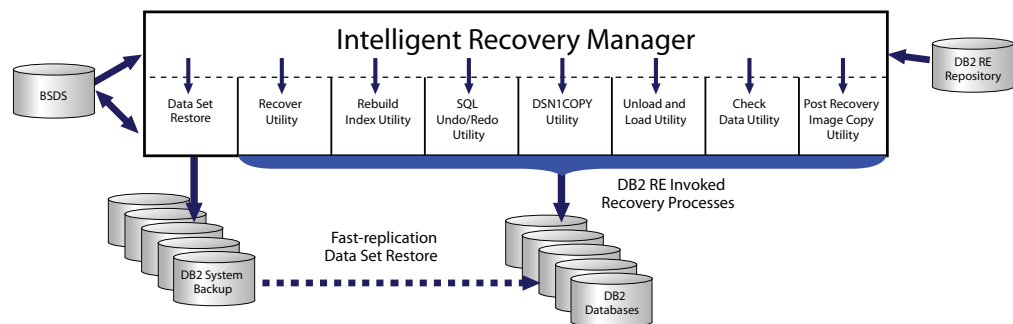 Intelligent Recovery Manager
BSDS
DB2 RE
Repository
Data Set
Restore
Recover
Utility
Rebuild
Index Utility
SQL
Undo/Redo
Utility
DSN1COPY
Utility
Unload and
Load Utility
Check
Data Utility
Post Recovery
Image Copy
Utility
DB2 RE Invoked
Recovery Processes
Fast-replication
Data Set Restore
DB2 System
Backup
DB2
Databases